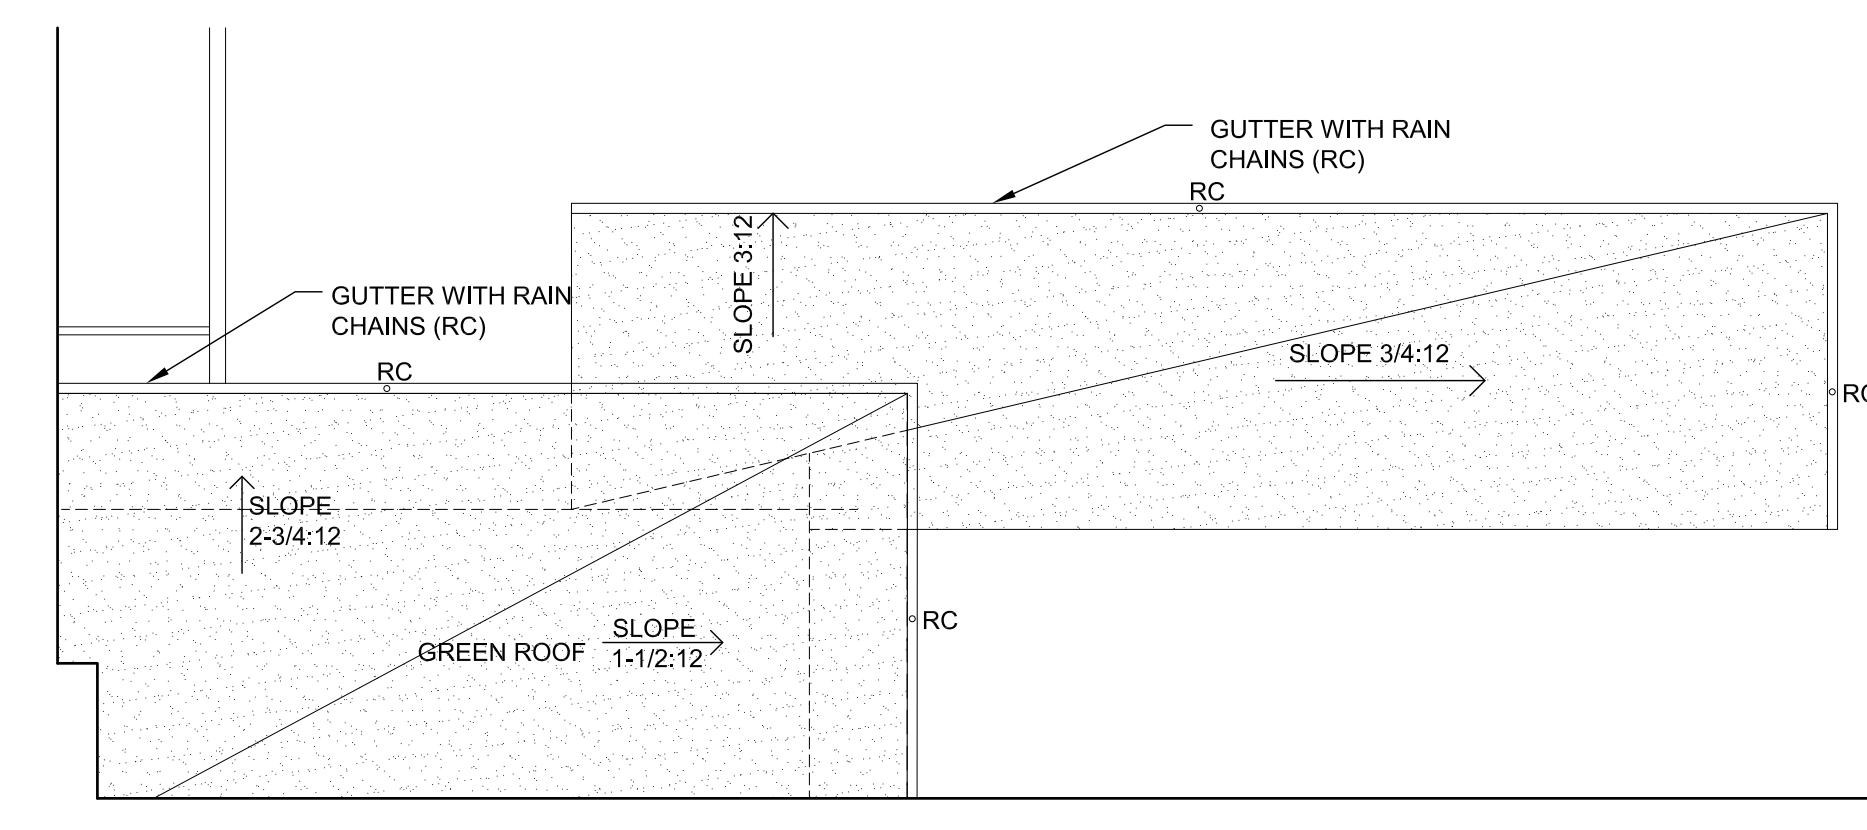 GUTTER WITH RAIN
CHAINS (RC)
RC
SLOPE 3:12
GUTTER WITH RAIN
CHAINS (RC)
RC
SLOPE 3/4:12
RC
SLOPE
2-3/4:12
RC
GREEN ROOF
SLOPE
1-1/2:12